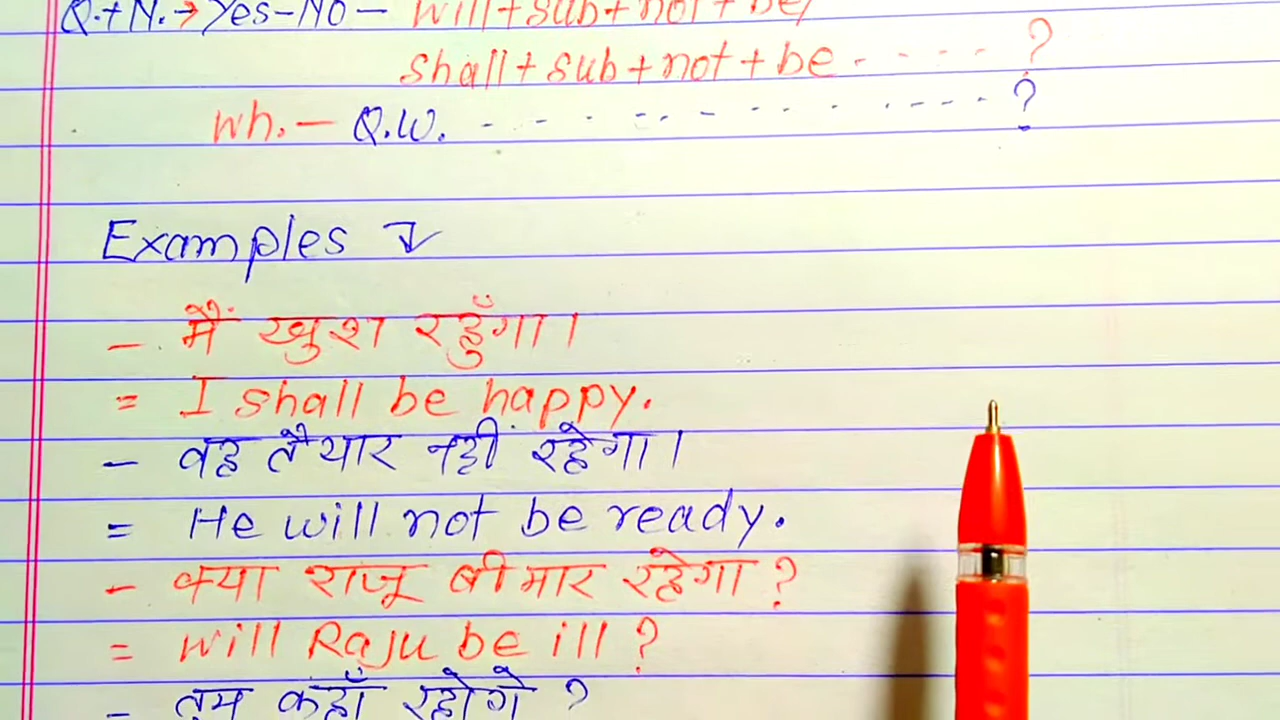 Q.+N.→Yes-No- will+sub+not+be/
shall+sub+not+be.----?
wh.- Q.W. - - - - - - - - - - - - ?
Examples ↓
- मैं खुश रहुँगा।
= I shall be happy.
- वह तैयार नहीं रहेगा।
= He will not be ready.
- क्या राजू बीमार रहेगा?
= will Raju be ill?
- तुम कहाँ रहोगे ?